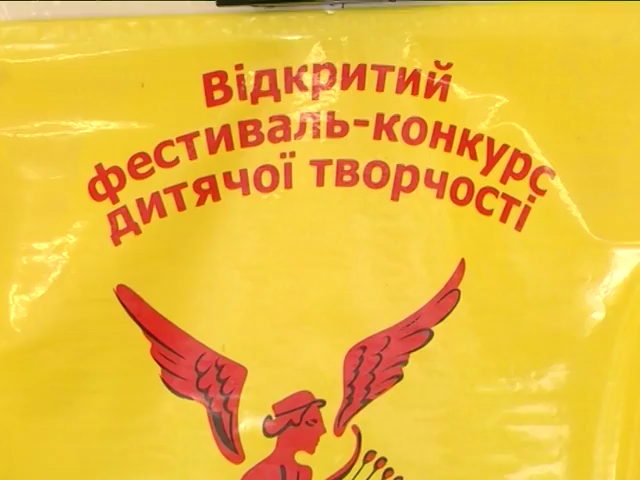 Відкритий
фестиваль-конкурс
дитячої творчості